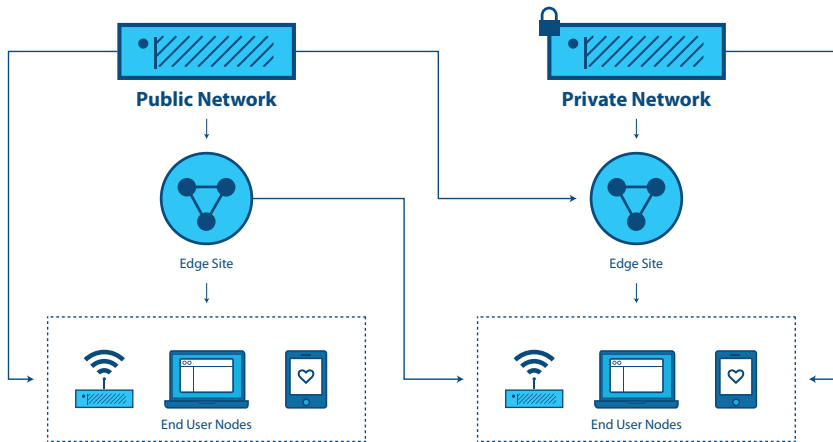 Public Network
Private Network
Edge Site
Edge Site
End User Nodes
End User Nodes